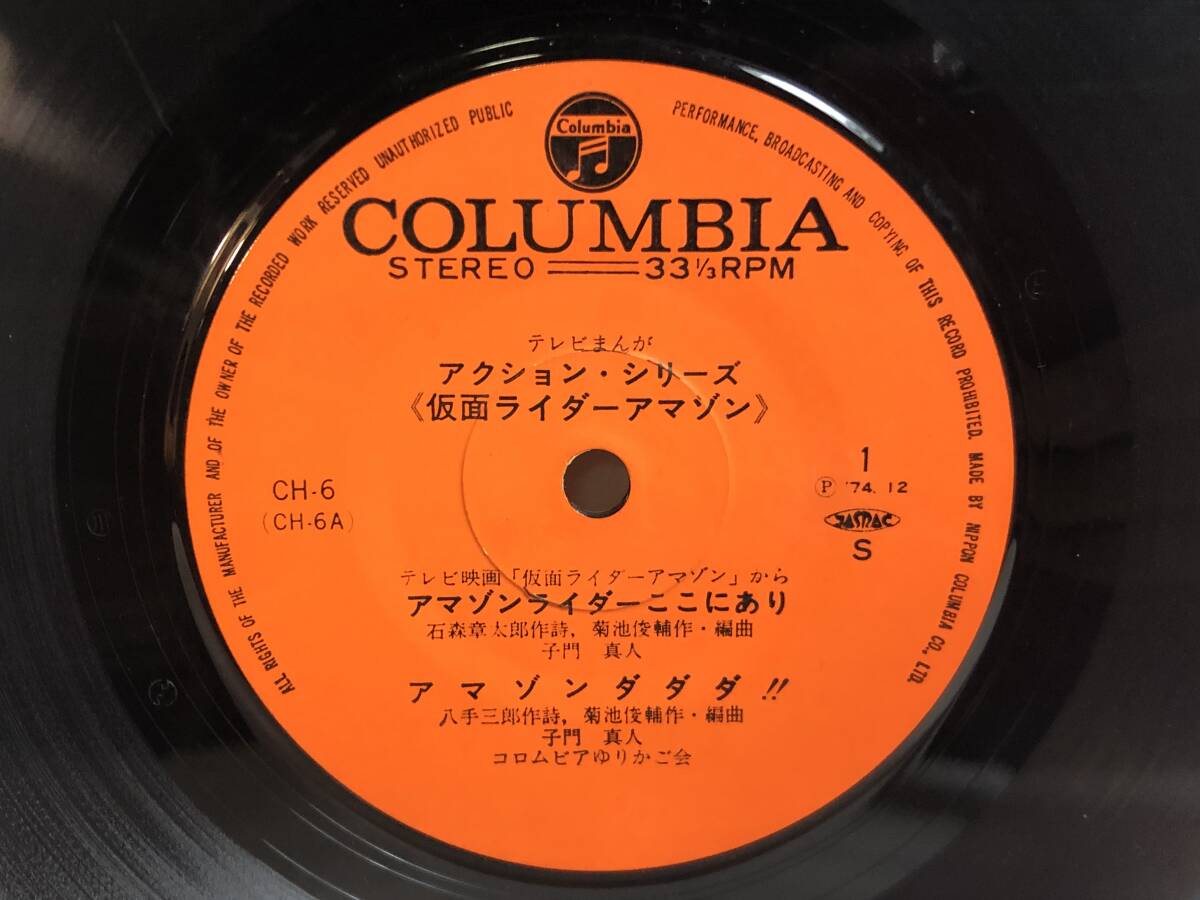 Columbia
COLUMBIA
STEREO 33 1/3 RPM
テレビまんが
アクション・シリーズ
《仮面ライダーアマゾン》
CH-6
(CH-6A)
1
Ⓟ '74.12
JASRAC
S
テレビ映画「仮面ライダーアマゾン」から
アマゾンライダーここにあり
石森章太郎作詩, 菊池俊輔作・編曲
子門 真人
アマゾンダダダ!!
八手三郎作詩, 菊池俊輔作・編曲
子門 真人
コロムビアゆりかご会
ALL RIGHTS OF THE MANUFACTURER AND OF THE OWNER OF THE RECORDED WORK RESERVED UNAUTHORIZED PUBLIC PERFORMANCE, BROADCASTING AND COPYING OF THIS RECORD PROHIBITED. MADE BY NIPPON COLUMBIA CO., LTD.